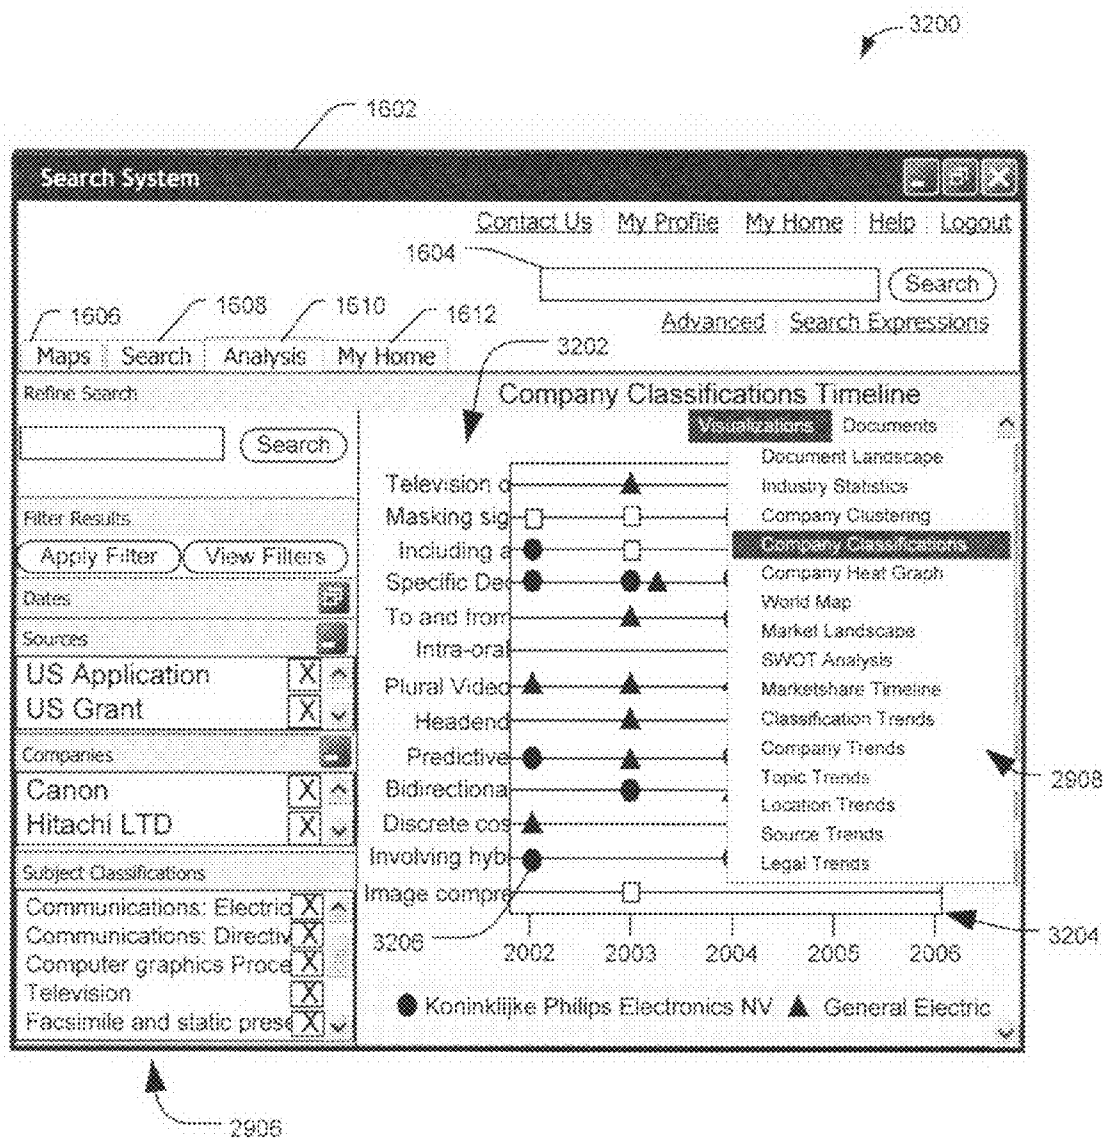 3200
1602
Search System
Contact Us My Profile My Home Help Logout
1604
Search
1606 1608 1610 1612
Advanced Search Expressions
3202
Maps Search Analysis My Home
Refine Search
Company Classifications Timeline
Visualizations Documents
Search
Filter Results
Apply Filter View Filters
Dates
Sources
US Application X
US Grant X
Companies
Canon X
Hitachi LTD X
Subject Classifications
Communications: Electric X
Communications: Directiv X
Computer graphics Proce X
Television X
Facsimile and static prese X
2906
Television d
Masking sig
Including a
Specific Dec
To and from
Intra-oral
Plural Video
Headend
Predictive
Bidirectiona
Discrete cos
Involving hyb
Image compre
3206
2002 2003 2004 2005 2006
Koninklijke Philips Electronics NV General Electric
Document Landscape
Industry Statistics
Company Clustering
Company Classifications
Company Heat Graph
World Map
Market Landscape
SWOT Analysis
Marketshare Timeline
Classification Trends
Company Trends
Topic Trends
Location Trends
Source Trends
Legal Trends
2908
3204